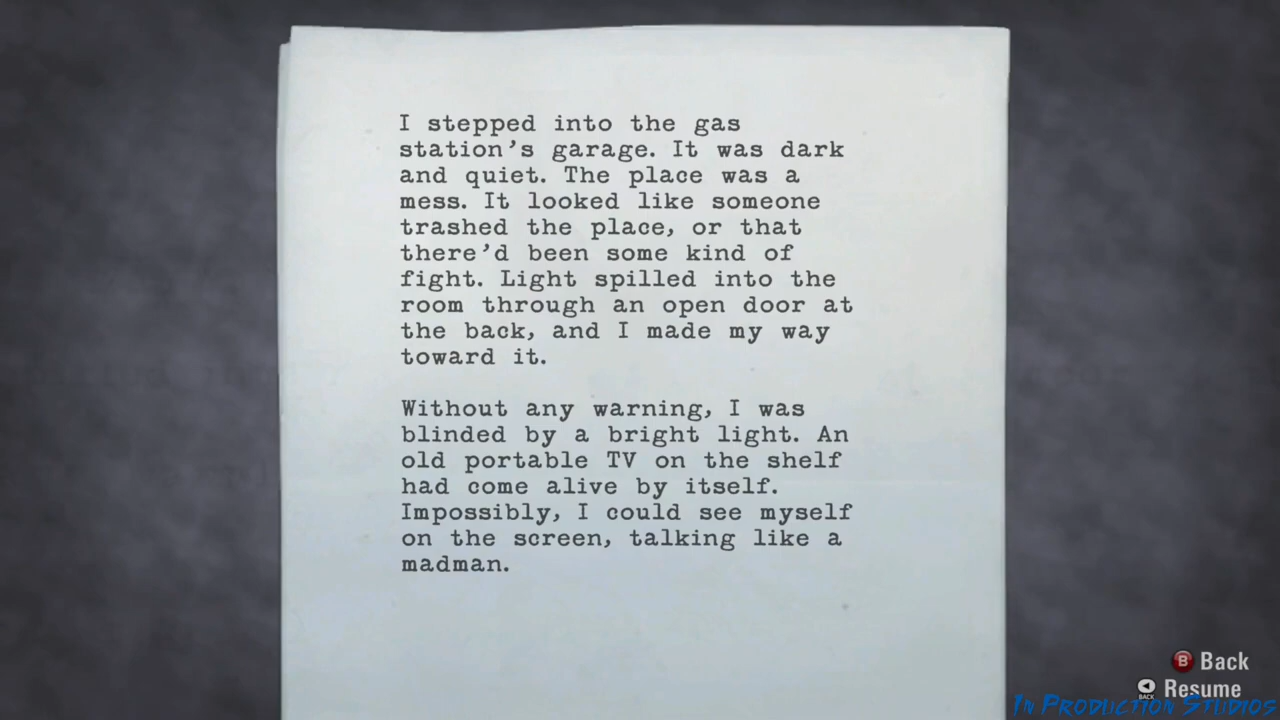 I stepped into the gas
station’s garage. It was dark
and quiet. The place was a
mess. It looked like someone
trashed the place, or that
there’d been some kind of
fight. Light spilled into the
room through an open door at
the back, and I made my way
toward it.
Without any warning, I was
blinded by a bright light. An
old portable TV on the shelf
had come alive by itself.
Impossibly, I could see myself
on the screen, talking like a
madman.
B Back
BACK Resume
In Production Studios